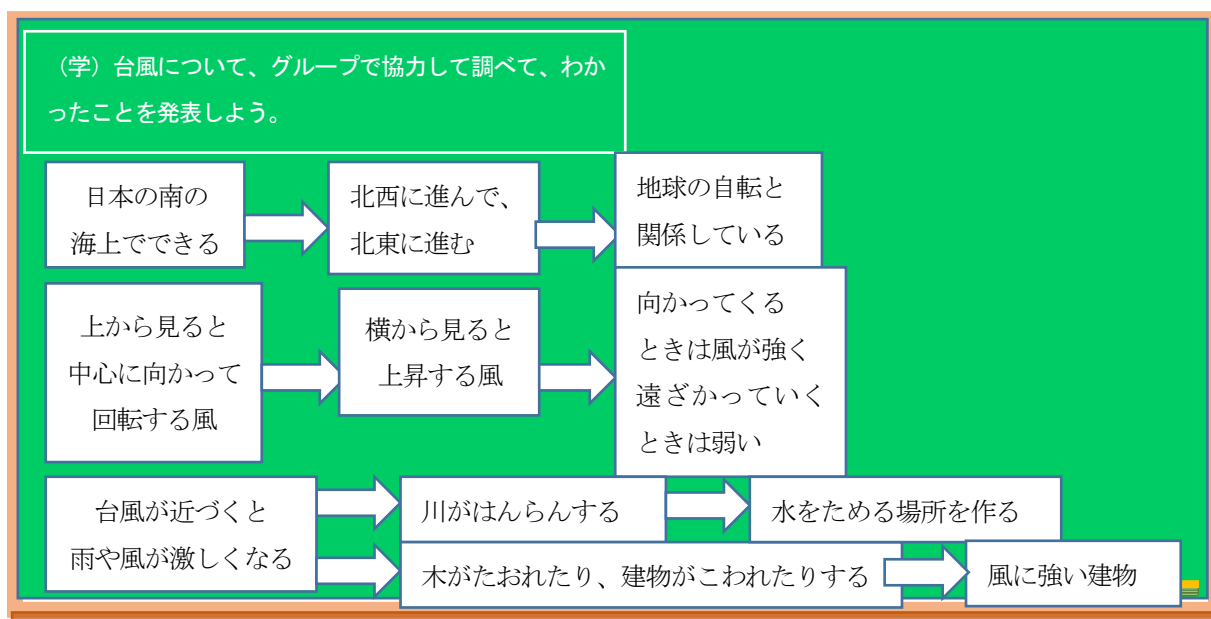 （学）台風について、グループで協力して調べて、わか
ったことを発表しよう。
日本の南の
海上でできる
北西に進んで、
北東に進む
地球の自転と
関係している
上から見ると
中心に向かって
回転する風
横から見ると
上昇する風
向かってくる
ときは風が強く
遠ざかっていく
ときは弱い
台風が近づくと
雨や風が激しくなる
川がはんらんする
水をためる場所を作る
木がたおれたり、建物がこわれたりする
風に強い建物